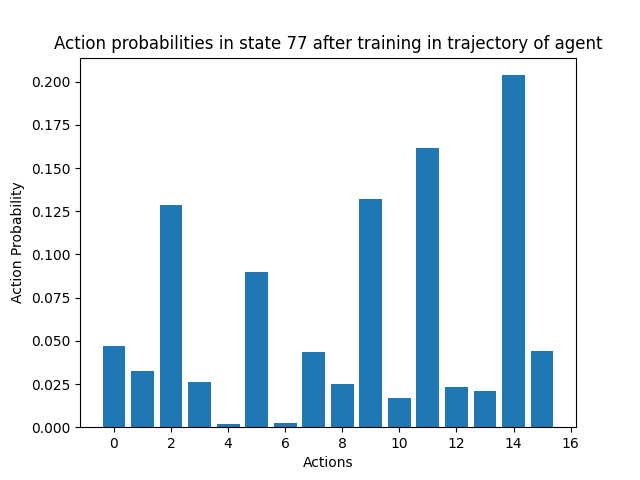 Action probabilities in state 77 after training in trajectory of agent
0.200
0.175
0.150
0.125
0.100
0.075
0.050
0.025
0.000
Action Probability
0 2 4 6 8 10 12 14 16
Actions